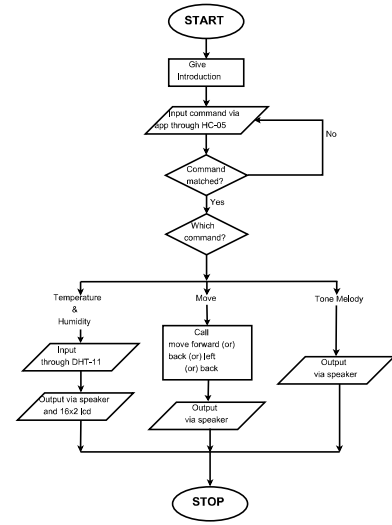 START
Give
Introduction
Input command via
app through HC-05
No
Command
matched?
Yes
Which
command?
Temperature
&
Humidity
Move
Tone Melody
Input
through DHT-11
Call
move forward (or)
back (or) left
(or) back
Output
via speaker
Output via speaker
and 16x2 lcd
Output
via speaker
STOP